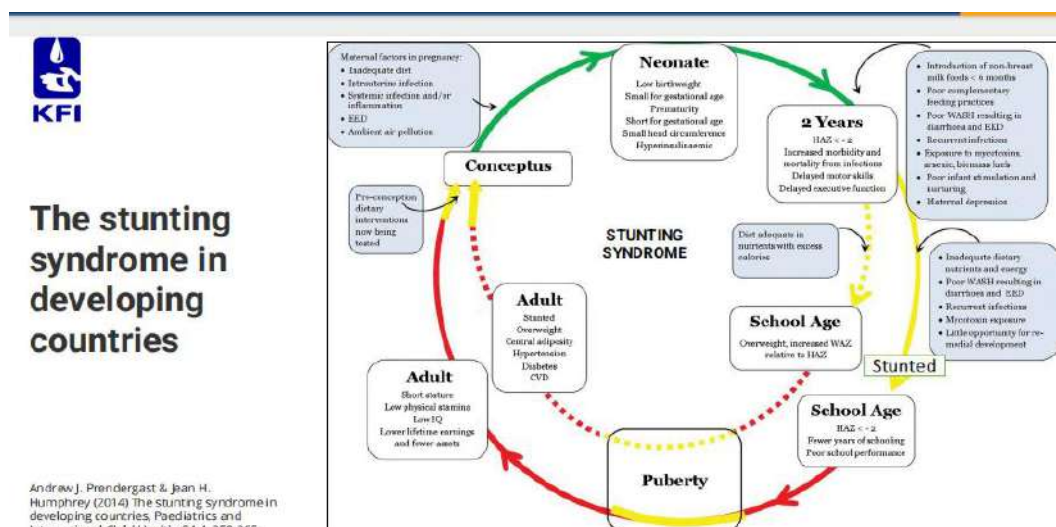 KFI
The stunting
syndrome in
developing
countries
Andrew J. Prendergast & Jean H.
Humphrey (2014) The stunting syndrome in
developing countries, Paediatrics and
Maternal factors in pregnancy:
• Inadequate diet
• Intrauterine infection
• Systemic infection and/or
inflammation
• EED
• Ambient air pollution
Neonate
Low birthweight
Small for gestational age
Prematurity
Short for gestational age
Small head circumference
Hyperinsulinaemic
2 Years
HAZ < -2
Increased morbidity and
mortality from infections
Delayed motor skills
Delayed executive function
• Introduction of non-breast
milk foods < 6 months
• Poor complementary
feeding practices
• Poor WASH resulting in
diarrhoea and EED
• Recurrent infections
• Exposure to mycotoxins,
arsenic, biomass fuels
• Poor infant stimulation and
nurturing
• Maternal depression
Conceptus
Pre-conception
dietary
interventions
now being
tested
STUNTING
SYNDROME
Diet adequate in
nutrients with excess
calories
• Inadequate dietary
nutrients and energy
• Poor WASH resulting in
diarrhoea and EED
• Recurrent infections
• Mycotoxin exposure
• Little opportunity for re-
medial development
Adult
Stunted
Overweight
Central adiposity
Hypertension
Diabetes
CVD
School Age
Overweight, increased WAZ
relative to HAZ
Stunted
Adult
Short stature
Low physical stamina
Low IQ
Lower lifetime earnings
and fewer assets
School Age
HAZ < -2
Fewer years of schooling
Poor school performance
Puberty